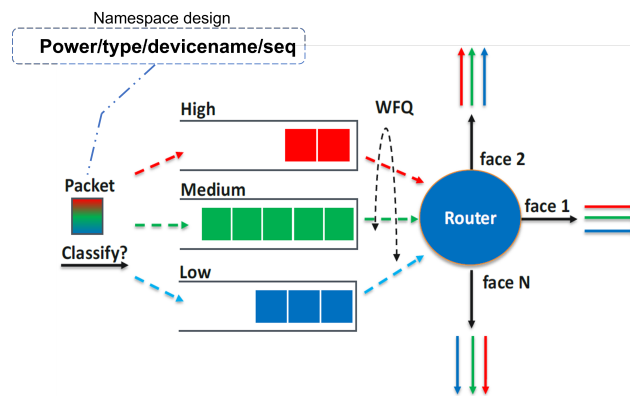 Namespace design
Power/type/devicename/seq
High
WFQ
face 2
Packet
Medium
face 1
Router
Classify?
Low
face N